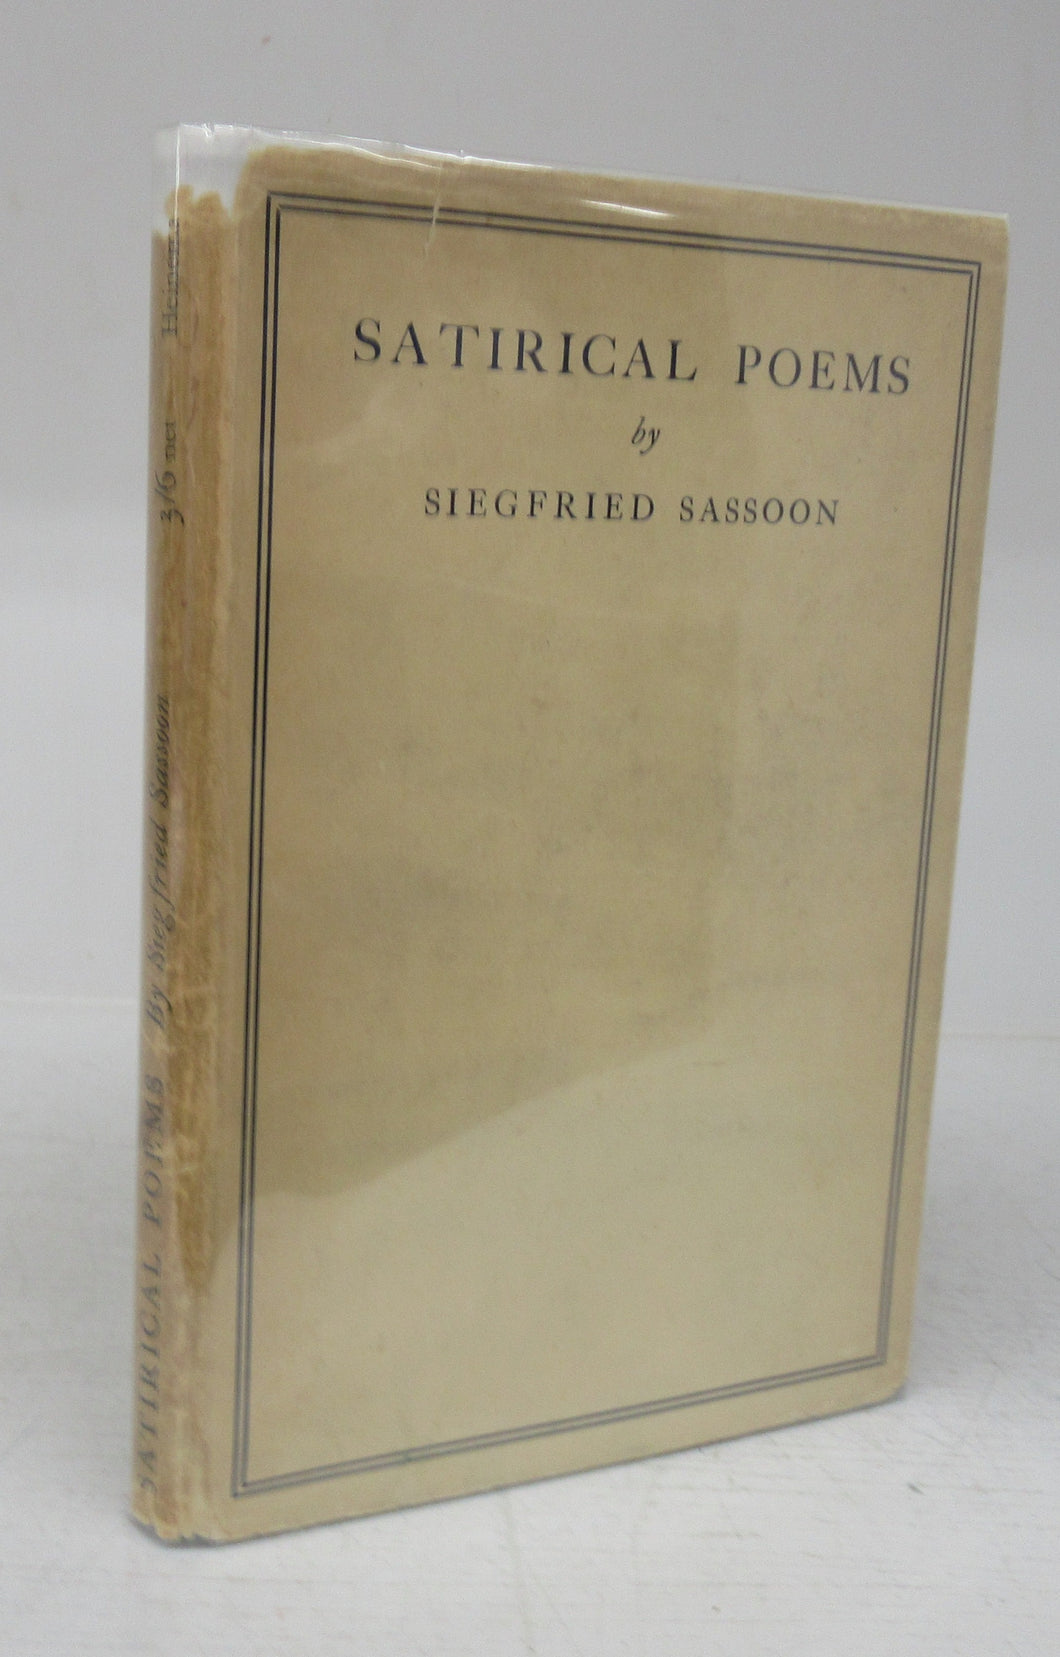 SATIRICAL POEMS
by
SIEGFRIED SASSOON
SATIRICAL POEMS By Siegfried Sassoon 3/6 net